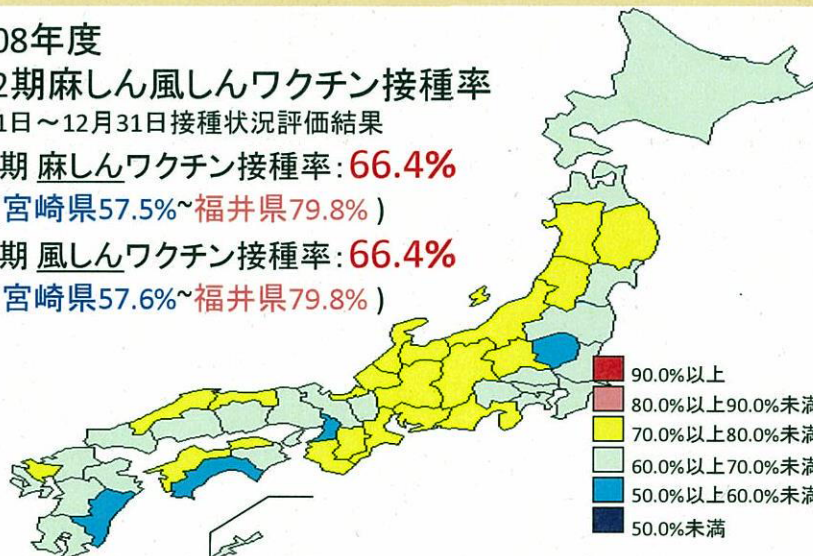 08年度
2期麻しん風しんワクチン接種率
1日～12月31日接種状況評価結果
期 麻しんワクチン接種率：66.4%
宮崎県57.5%~福井県79.8% )
期 風しんワクチン接種率：66.4%
宮崎県57.6%~福井県79.8% )
90.0%以上
80.0%以上90.0%未満
70.0%以上80.0%未満
60.0%以上70.0%未満
50.0%以上60.0%未満
50.0%未満